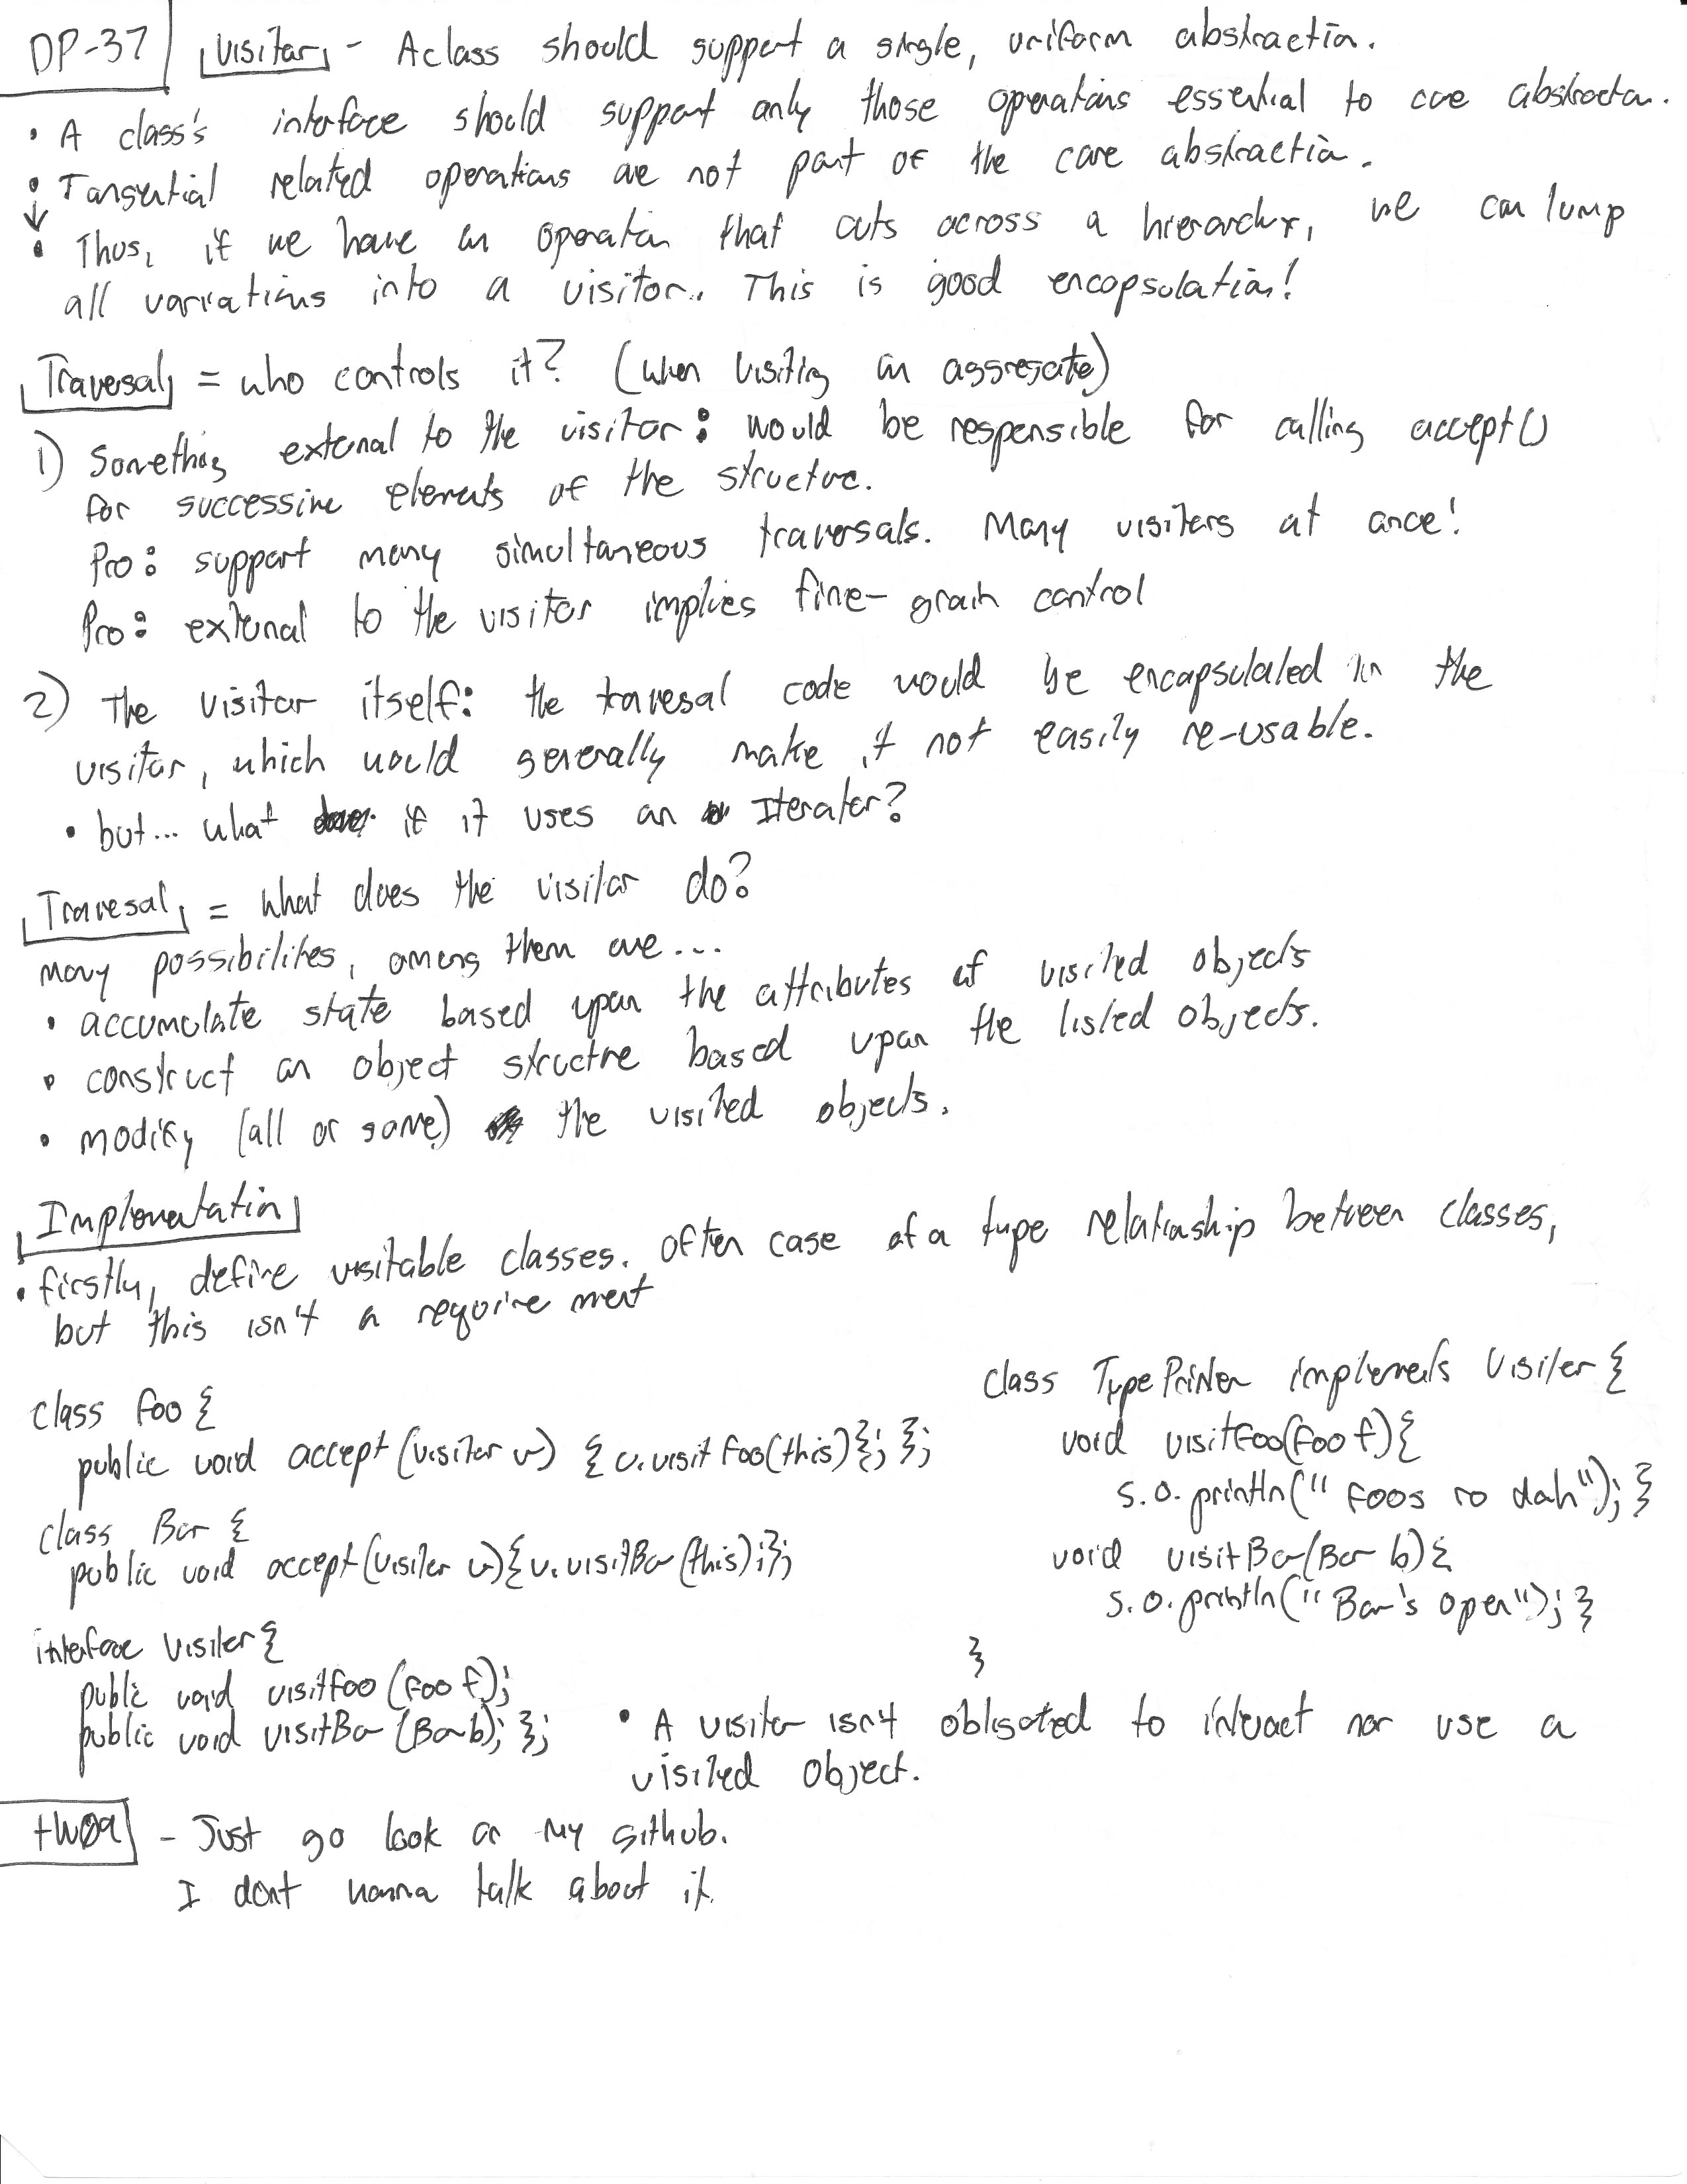 DP-37 Visitor - A class should support a single, uniform abstraction.
• A class's interface should support only those operations essential to core abstraction.
• Tangential related operations are not part of the core abstraction.
↓
• Thus, if we have an operation that cuts across a hierarchy, we can lump
all variations into a visitor. This is good encapsulation!
Traversal = who controls it? (when visiting an aggregate)
1) Something external to the visitor: would be responsible for calling accept()
for successive elements of the structure.
Pro: support many simultaneous traversals. Many visitors at once!
Pro: external to the visitor implies fine-grain control
2) The visitor itself: the traversal code would be encapsulated in the
visitor, which would generally make it not easily re-usable.
• but... what if it uses an Iterator?
Traversal = what does the visitor do?
many possibilities, among them are...
• accumulate state based upon the attributes of visited objects
• construct an object structure based upon the listed objects.
• modify (all or some) the visited objects.
Implementation
• firstly, define visitable classes. Often case of a type relationship between classes,
but this isn't a requirement
class Foo {
public void accept(visitor v) { v.visitFoo(this)}; };
class Bar {
public void accept(visitor v){v.visitBar(this);};
interface Visitor {
public void visitFoo(Foo f);
public void visitBar(Bar b); };
class TypePrinter implements Visitor {
void visitFoo(Foo f){
s.o.println("Foos ro dah"); }
void visitBar(Bar b){
s.o.println("Bar's open"); }
}
• A visitor isn't obligated to interact nor use a
visited object.
HW09 - Just go look on my github.
I dont wanna talk about it.